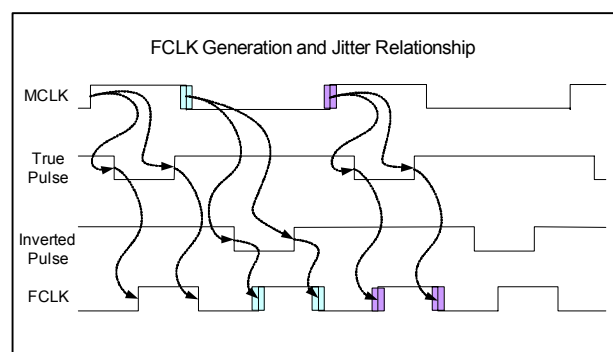 FCLK Generation and Jitter Relationship
MCLK
True
Pulse
Inverted
Pulse
FCLK